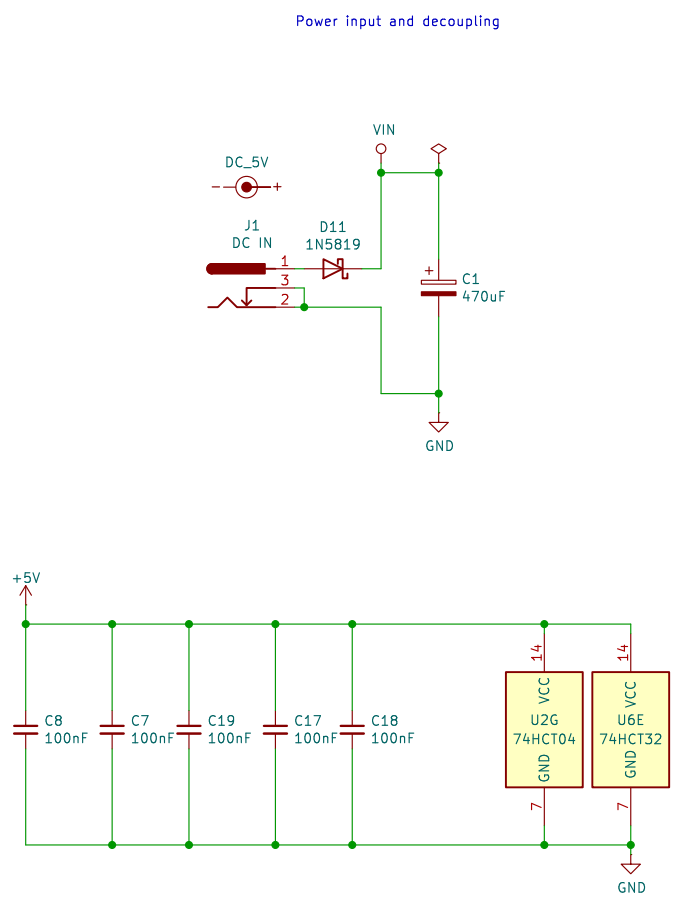 Power input and decoupling
VIN
DC_5V
- +
J1
DC IN
D11
1N5819
1
3
2
+
C1
470uF
GND
+5V
14
14
VCC
VCC
C8
100nF
C7
100nF
C19
100nF
C17
100nF
C18
100nF
U2G
74HCT04
U6E
74HCT32
GND
GND
7
7
GND